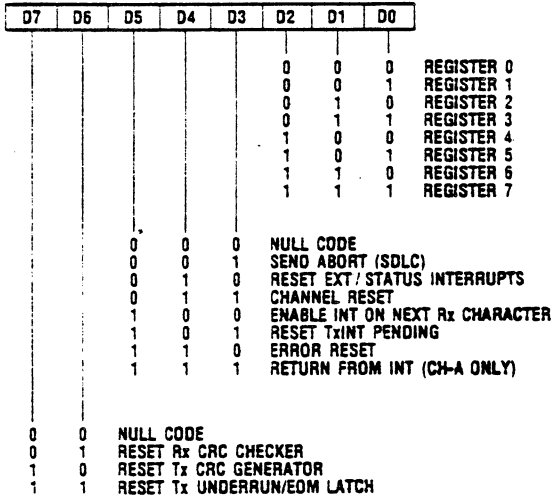 D7 D6 D5 D4 D3 D2 D1 D0
0 0 0 REGISTER 0
0 0 1 REGISTER 1
0 1 0 REGISTER 2
0 1 1 REGISTER 3
1 0 0 REGISTER 4
1 0 1 REGISTER 5
1 1 0 REGISTER 6
1 1 1 REGISTER 7
0 0 0 NULL CODE
0 0 1 SEND ABORT (SDLC)
0 1 0 RESET EXT/STATUS INTERRUPTS
0 1 1 CHANNEL RESET
1 0 0 ENABLE INT ON NEXT Rx CHARACTER
1 0 1 RESET TxINT PENDING
1 1 0 ERROR RESET
1 1 1 RETURN FROM INT (CH-A ONLY)
0 0 NULL CODE
0 1 RESET Rx CRC CHECKER
1 0 RESET Tx CRC GENERATOR
1 1 RESET Tx UNDERRUN/EOM LATCH